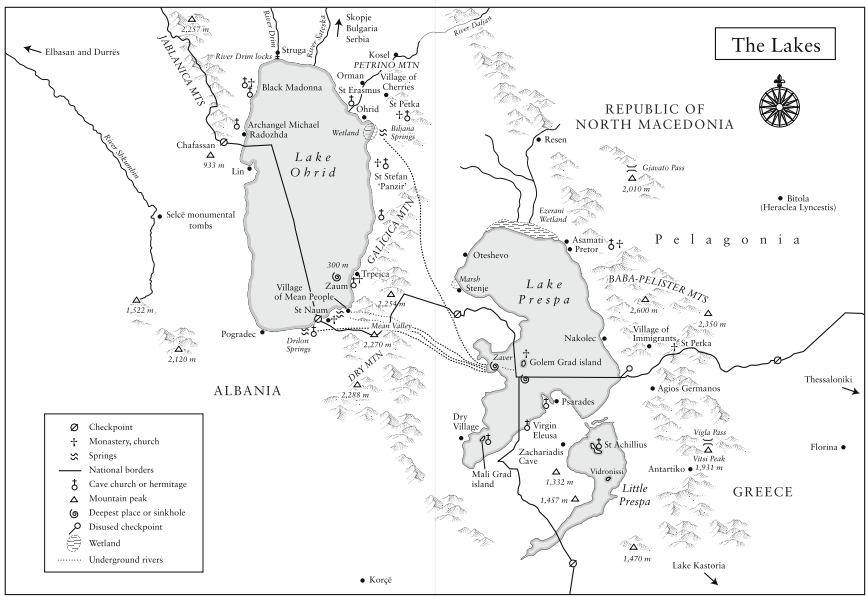 The Lakes
2,237 m
JABLANICA MTS
River Drim
River Sateska
Skopje
Bulgaria
Serbia
River Daljan
Elbasan and Durrës
River Drim locks
Struga
Kosel
PETRINO MTN
Orman
Village of
Cherries
St Erasmus
St Petka
Ohrid
Black Madonna
Biljana
Springs
Wetland
Archangel Michael
Radozhda
Chafassan
933 m
Lin
Lake
Ohrid
St Stefan
'Panzir'
River Shkumbin
Selcë monumental
tombs
GALICICA MTN
300 m
Zaum
Trpejca
Village
of Mean People
St Naum
2,254 m
Mean Valley
Pogradec
Drilon
Springs
2,270 m
DRY MTN
2,288 m
1,522 m
2,120 m
ALBANIA
REPUBLIC OF
NORTH MACEDONIA
Resen
Gjavato Pass
2,010 m
Bitola
(Heraclea Lyncestis)
Pelagonia
Ezerani
Wetland
Asamati
Pretor
Oteshevo
Marsh
Stenje
Lake
Prespa
BABA-PELISTER MTS
2,600 m
2,350 m
Nakolec
Village of
Immigrants
St Petka
Zaver
Golem Grad island
Agios Germanos
Thessaloniki
Psarades
Dry
Village
Virgin
Eleusa
Zachariadis
Cave
St Achillius
Mali Grad
island
Vidronissi
Vigla Pass
Vitsi Peak
1,931 m
Florina
Antartiko
1,332 m
1,457 m
Little
Prespa
GREECE
1,470 m
Lake Kastoria
Korçë
Checkpoint
Monastery, church
Springs
National borders
Cave church or hermitage
Mountain peak
Deepest place or sinkhole
Disused checkpoint
Wetland
Underground rivers